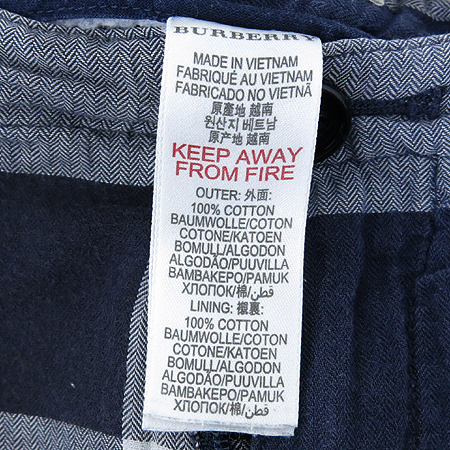 BURBERRY
MADE IN VIETNAM
FABRIQUÉ AU VIETNAM
FABRICADO NO VIETNÃ
原產地 越南
원산지 베트남
原产地 越南
KEEP AWAY
FROM FIRE
OUTER: 外面:
100% COTTON
BAUMWOLLE/COTON
COTONE/KATOEN
BOMULL/ALGODON
ALGODÃO/PUUVILLA
ΒΑΜΒΑΚΕΡΟ/PAMUK
ХЛОПОК/棉/قطن
LINING: 襯裏:
100% COTTON
BAUMWOLLE/COTON
COTONE/KATOEN
BOMULL/ALGODON
ALGODÃO/PUUVILLA
ΒΑΜΒΑΚΕΡΟ/PAMUK
ХЛОПОК/棉/قطن